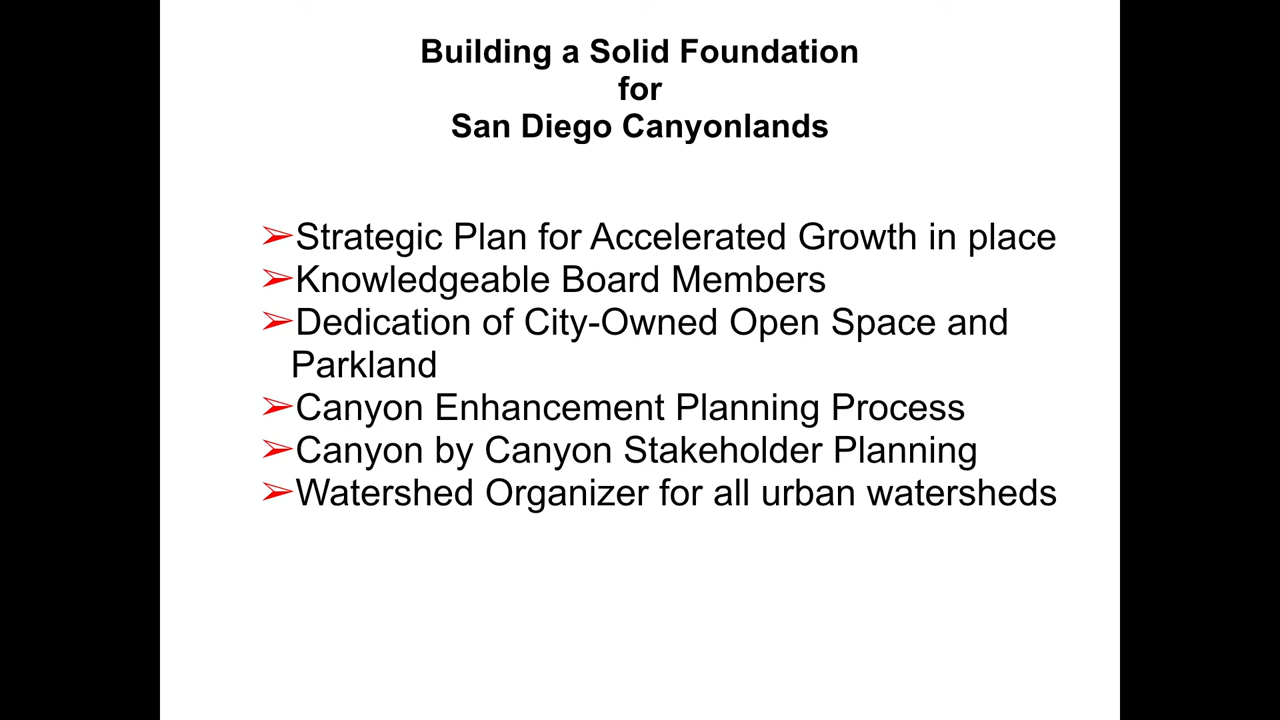 Building a Solid Foundation
for
San Diego Canyonlands
➢Strategic Plan for Accelerated Growth in place
➢Knowledgeable Board Members
➢Dedication of City-Owned Open Space and
Parkland
➢Canyon Enhancement Planning Process
➢Canyon by Canyon Stakeholder Planning
➢Watershed Organizer for all urban watersheds